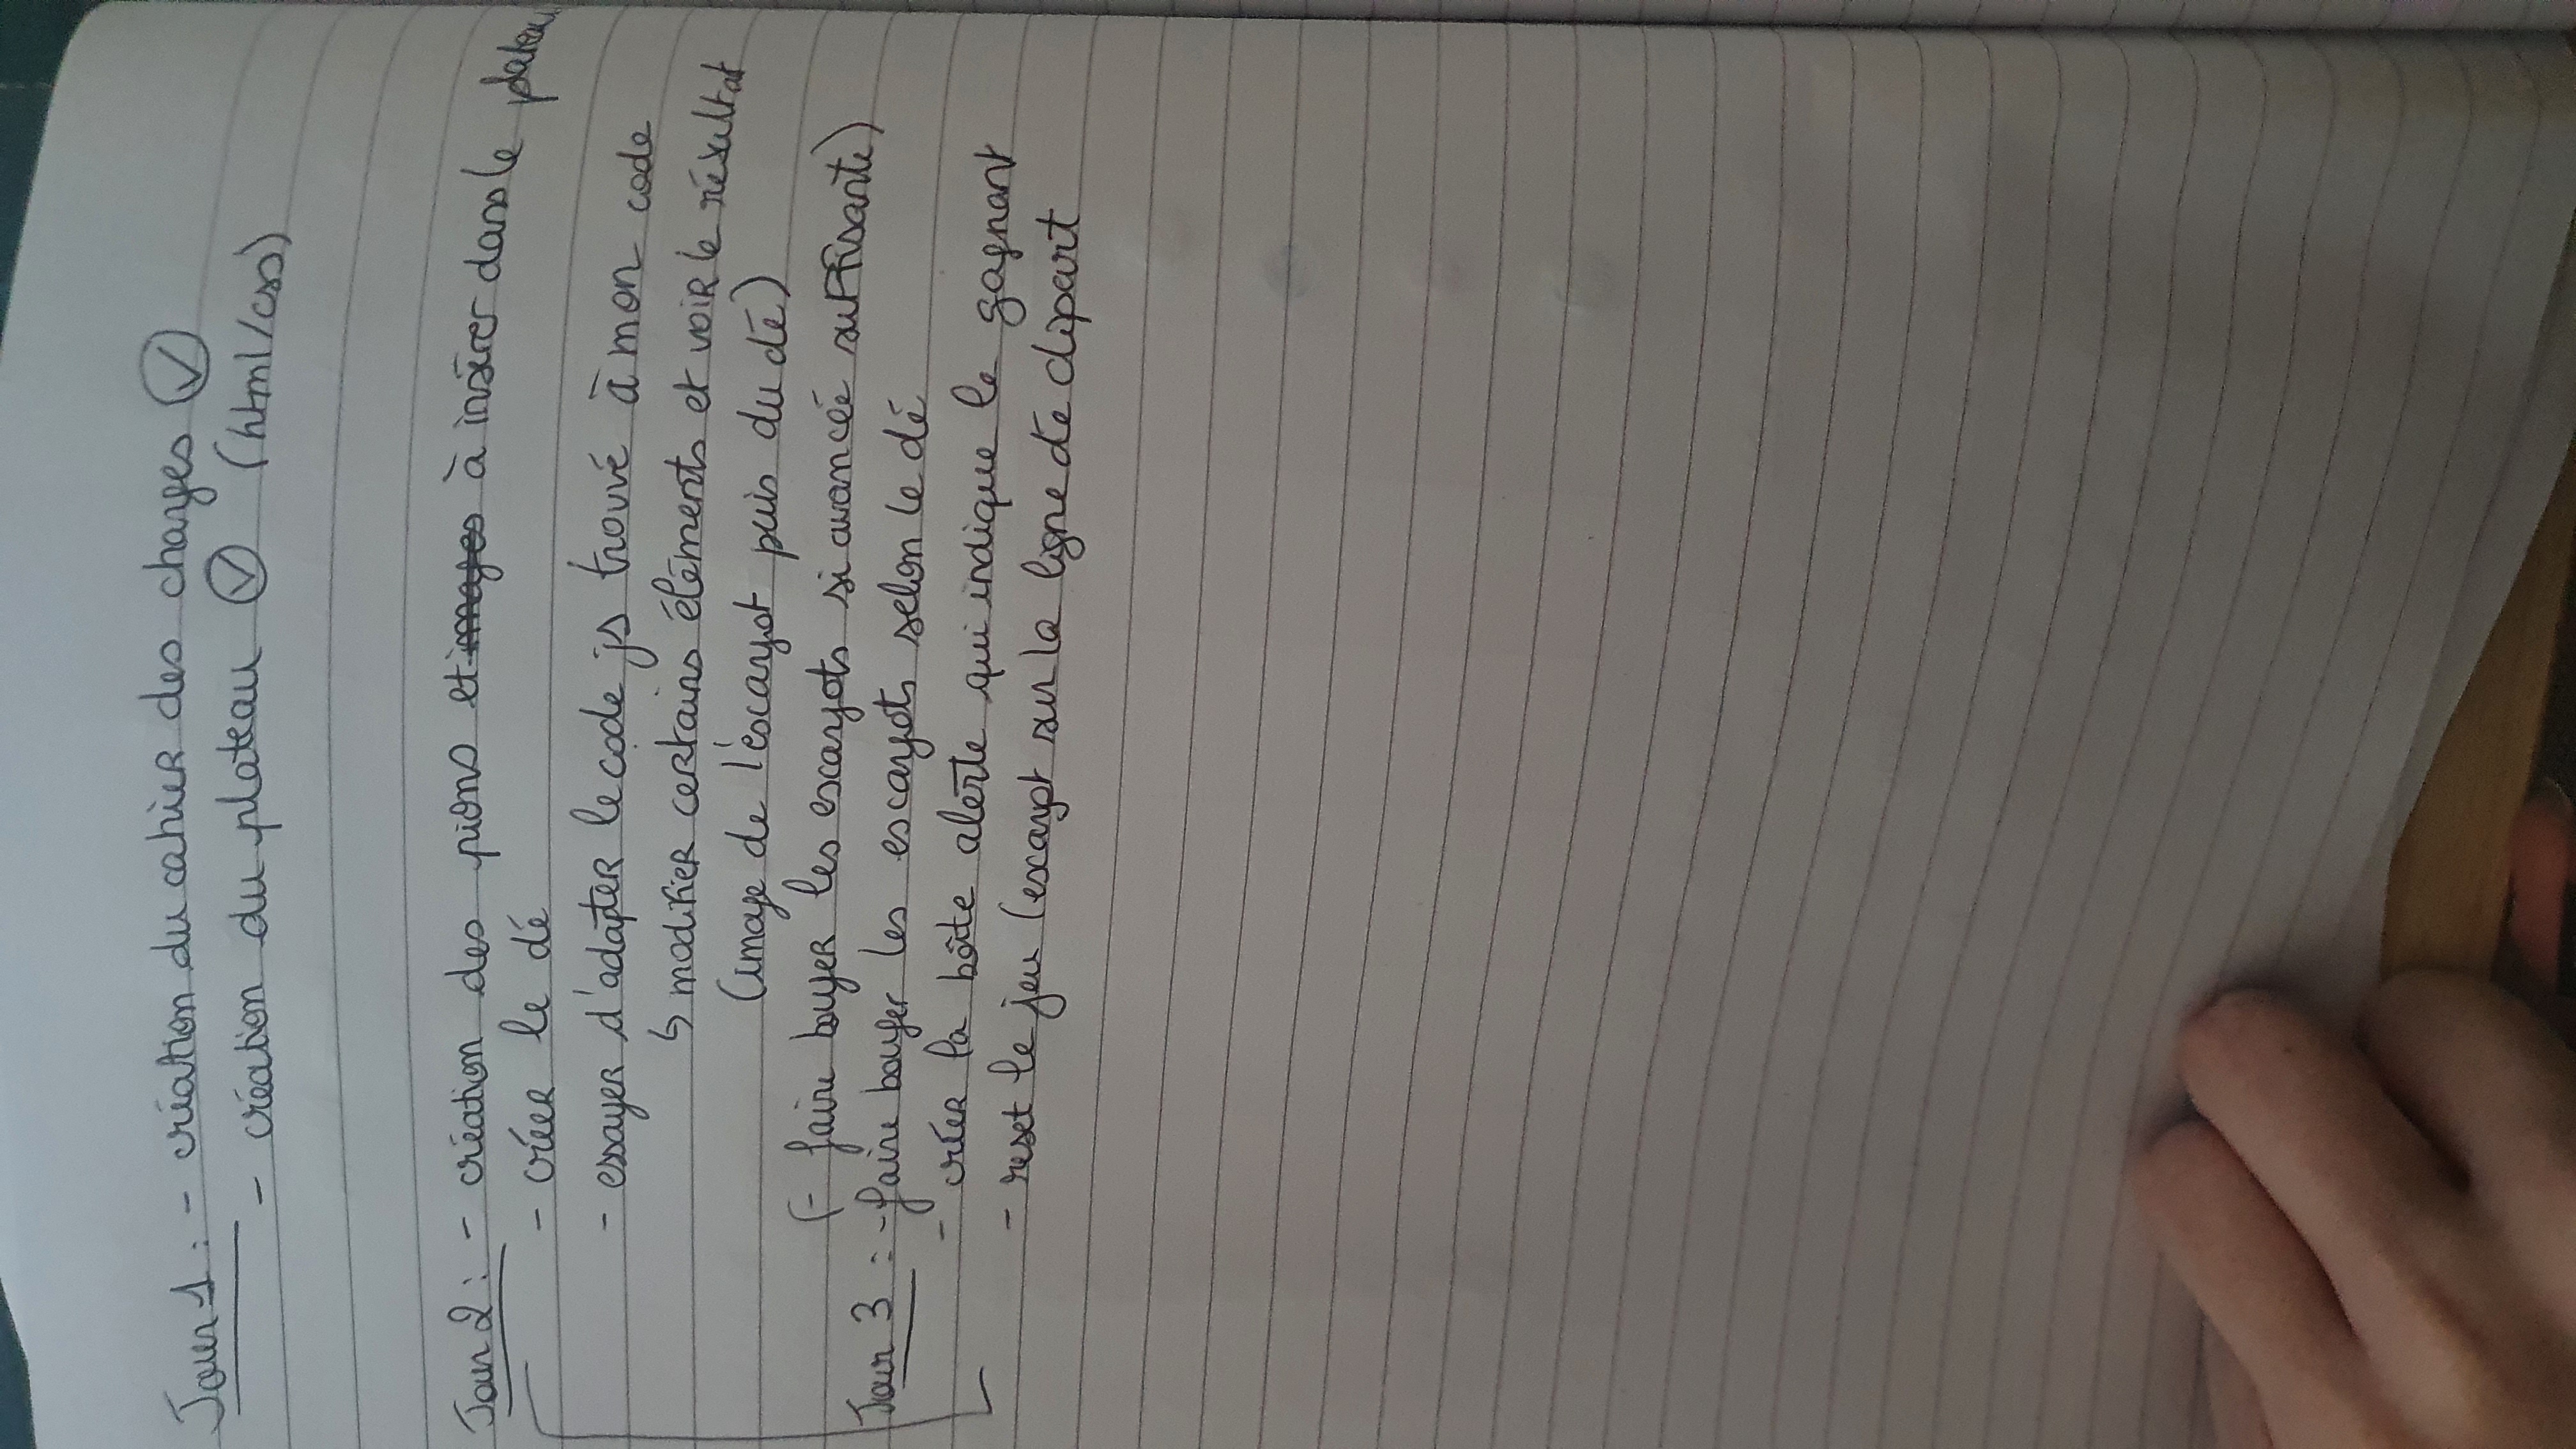 Jour 1 : - création du cahier des charges
- création du plateau (html/css)
Jour 2 : - création des pions et images à insérer dans le plateau
- créer le dé
- essayer d'adapter le code js trouvé à mon code
↳ modifier certains éléments et voir le résultat
(image de l'escargot puis du dé)
(- faire bouger les escargots si avancée suffisante)
Jour 3 : - faire bouger les escargots selon le dé
- créer la boîte alerte qui indique le gagnant
- reset le jeu (escargot sur la ligne de départ